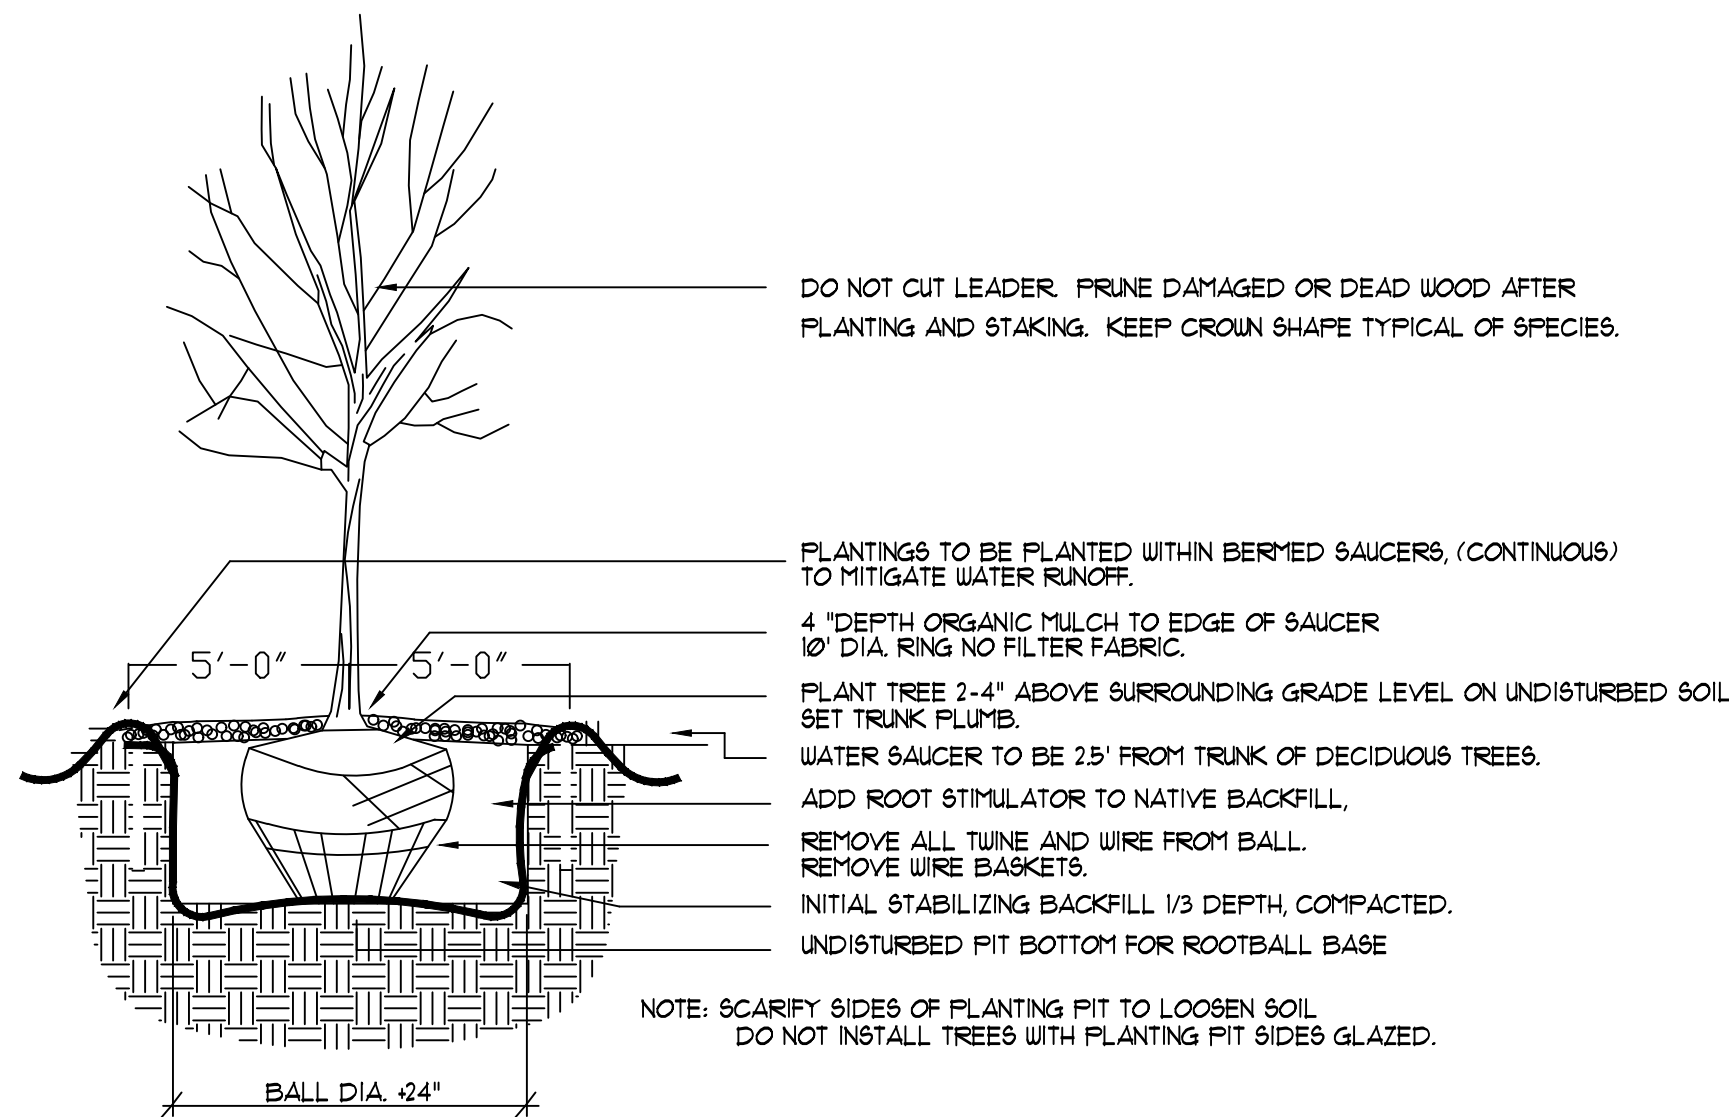 DO NOT CUT LEADER. PRUNE DAMAGED OR DEAD WOOD AFTER
PLANTING AND STAKING. KEEP CROWN SHAPE TYPICAL OF SPECIES.
PLANTINGS TO BE PLANTED WITHIN BERMED SAUCERS, (CONTINUOUS)
TO MITIGATE WATER RUNOFF.
4 "DEPTH ORGANIC MULCH TO EDGE OF SAUCER
10' DIA. RING NO FILTER FABRIC.
5'-0" 5'-0"
PLANT TREE 2-4" ABOVE SURROUNDING GRADE LEVEL ON UNDISTURBED SOIL
SET TRUNK PLUMB.
WATER SAUCER TO BE 2.5' FROM TRUNK OF DECIDUOUS TREES.
ADD ROOT STIMULATOR TO NATIVE BACKFILL,
REMOVE ALL TWINE AND WIRE FROM BALL.
REMOVE WIRE BASKETS.
INITIAL STABILIZING BACKFILL 1/3 DEPTH, COMPACTED.
UNDISTURBED PIT BOTTOM FOR ROOTBALL BASE
NOTE: SCARIFY SIDES OF PLANTING PIT TO LOOSEN SOIL
DO NOT INSTALL TREES WITH PLANTING PIT SIDES GLAZED.
BALL DIA. +24"